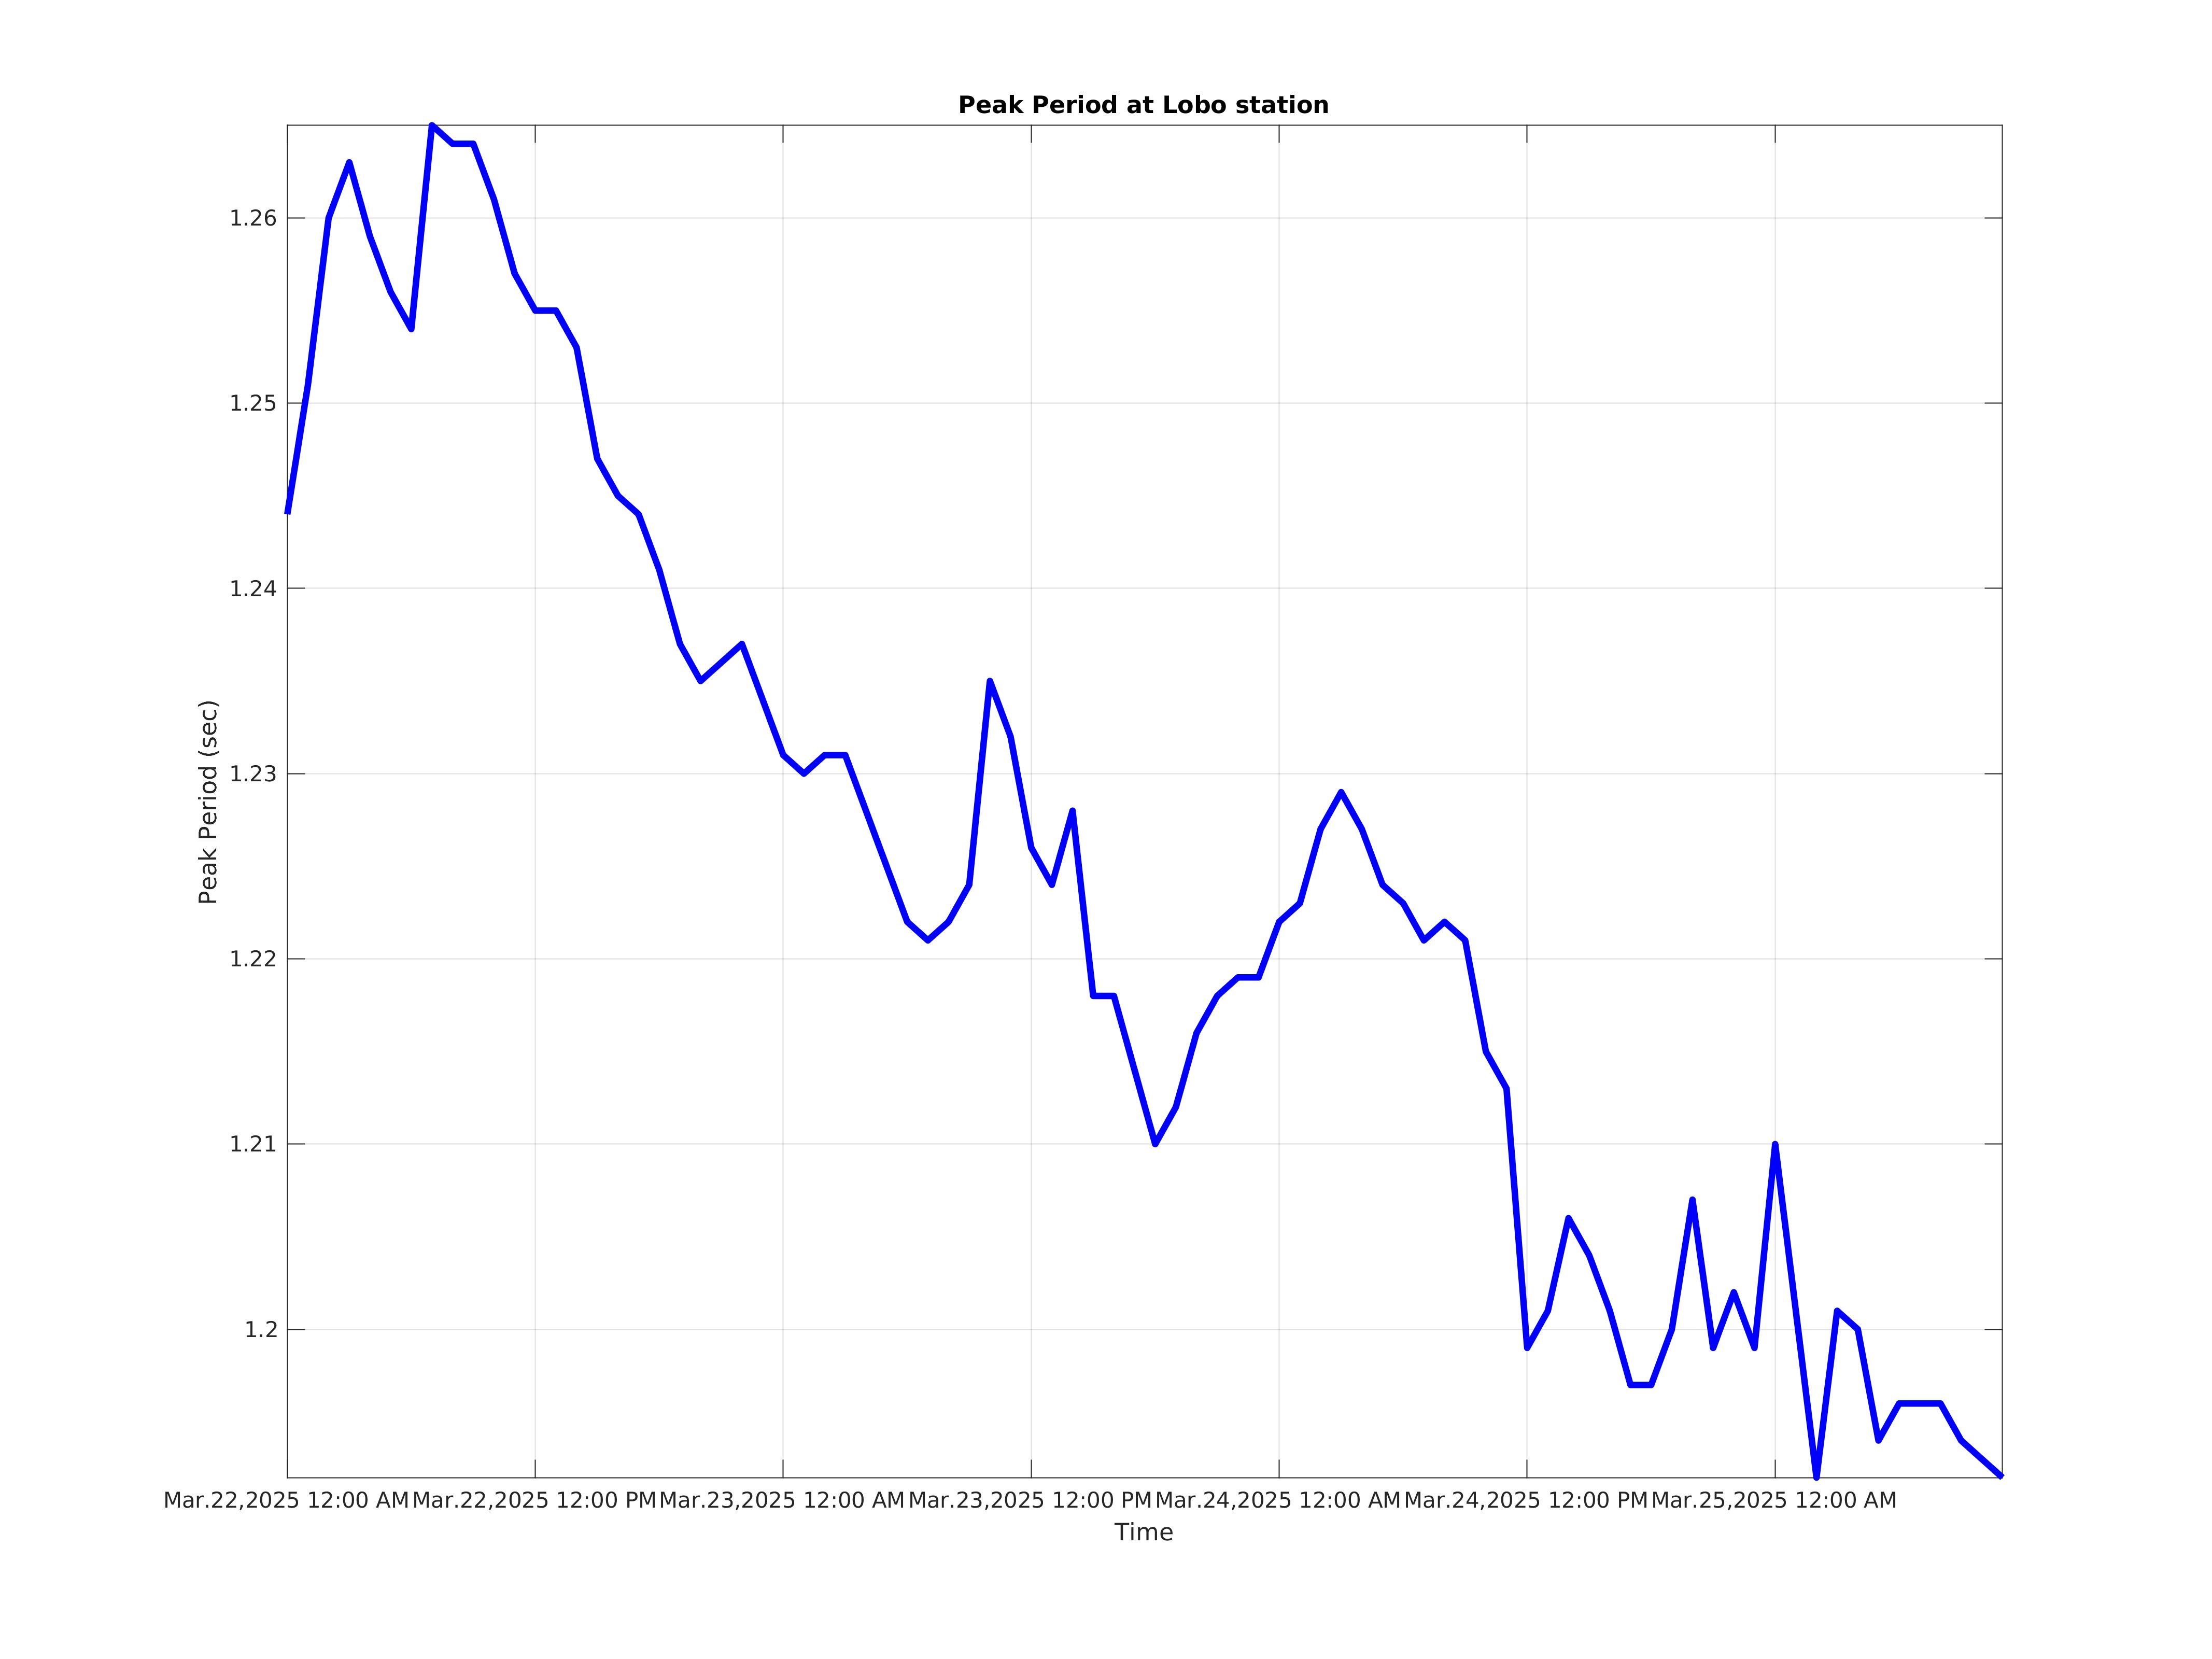 Peak Period at Lobo station
1.26
1.25
1.24
1.23
1.22
1.21
1.2
Peak Period (sec)
Mar.22,2025 12:00 AM Mar.22,2025 12:00 PM Mar.23,2025 12:00 AM Mar.23,2025 12:00 PM Mar.24,2025 12:00 AM Mar.24,2025 12:00 PM Mar.25,2025 12:00 AM
Time